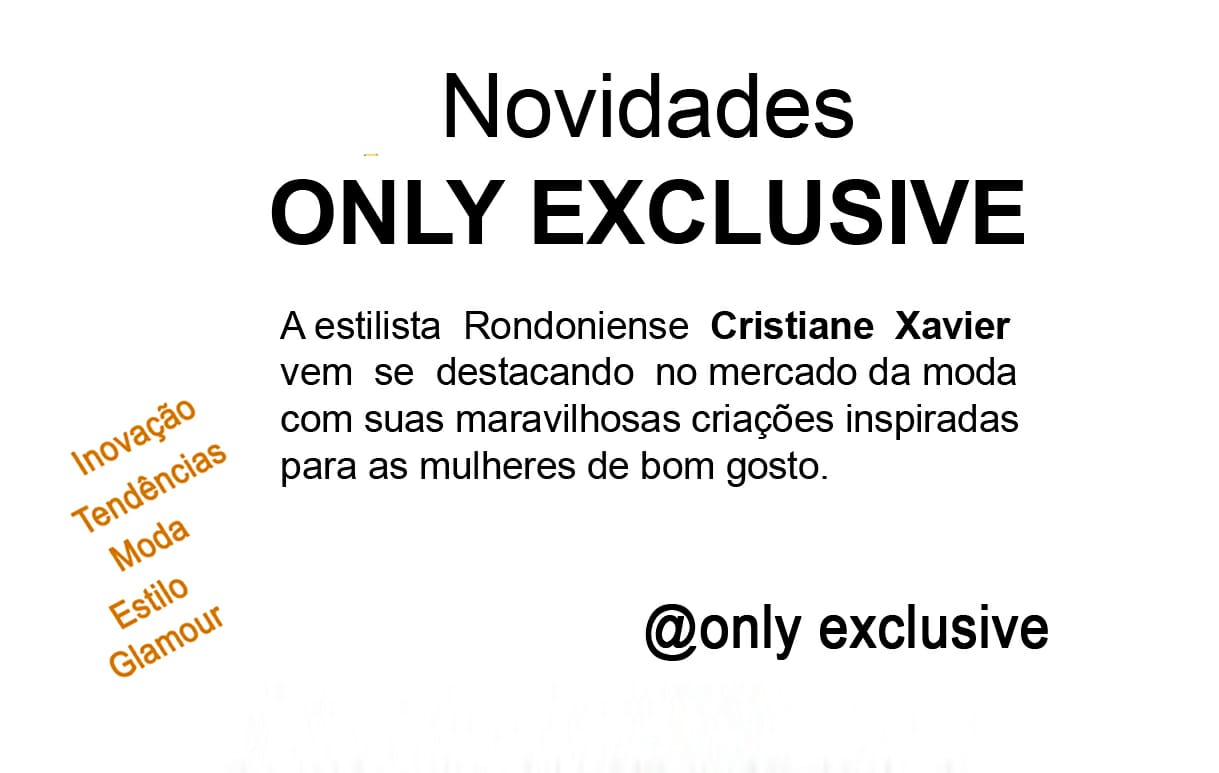 Novidades
ONLY EXCLUSIVE
A estilista Rondoniense Cristiane Xavier
vem se destacando no mercado da moda
com suas maravilhosas criações inspiradas
para as mulheres de bom gosto.
Inovação
Tendências
Moda
Estilo
Glamour
@only exclusive